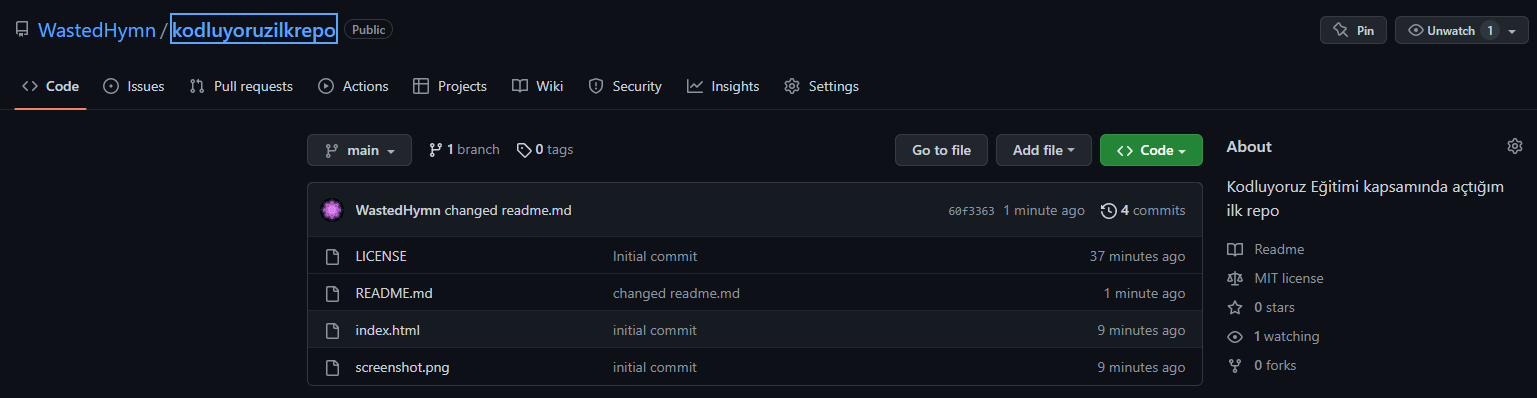 WastedHymn / kodluyoruzilkrepo Public Pin Unwatch 1
Code Issues Pull requests Actions Projects Wiki Security Insights Settings
main 1 branch 0 tags Go to file Add file Code
WastedHymn changed readme.md 60f3363 1 minute ago 4 commits
LICENSE Initial commit 37 minutes ago
README.md changed readme.md 1 minute ago
index.html initial commit 9 minutes ago
screenshot.png initial commit 9 minutes ago
About
Kodluyoruz Eğitimi kapsamında açtığım
ilk repo
Readme
MIT license
0 stars
1 watching
0 forks